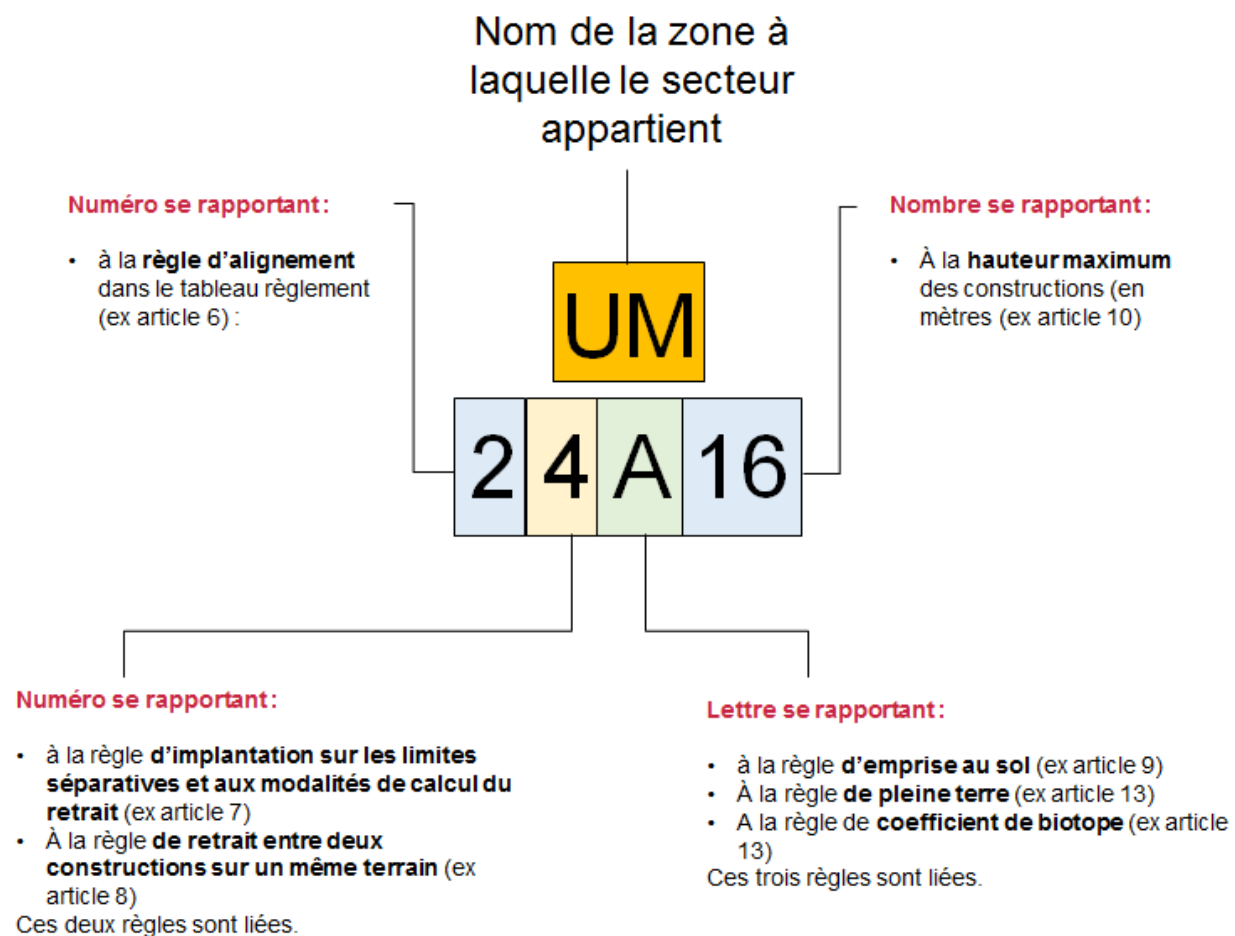 Nom de la zone à
laquelle le secteur
appartient
Numéro se rapportant :
• à la règle d’alignement
dans le tableau règlement
(ex article 6) :
Nombre se rapportant :
• À la hauteur maximum
des constructions (en
mètres (ex article 10)
UM
2 4 A 16
Numéro se rapportant :
• à la règle d’implantation sur les limites
séparatives et aux modalités de calcul du
retrait (ex article 7)
• À la règle de retrait entre deux
constructions sur un même terrain (ex
article 8)
Ces deux règles sont liées.
Lettre se rapportant :
• à la règle d’emprise au sol (ex article 9)
• À la règle de pleine terre (ex article 13)
• A la règle de coefficient de biotope (ex article
13)
Ces trois règles sont liées.